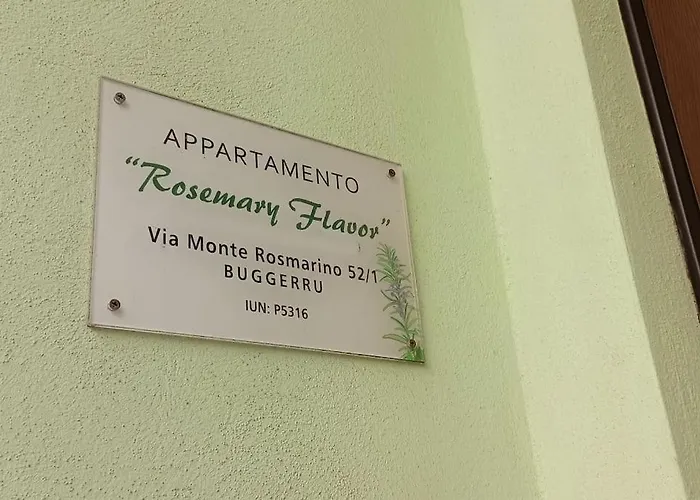 APPARTAMENTO
“Rosemary Flavor”
Via Monte Rosmarino 52/1
BUGGERRU
IUN: P5316